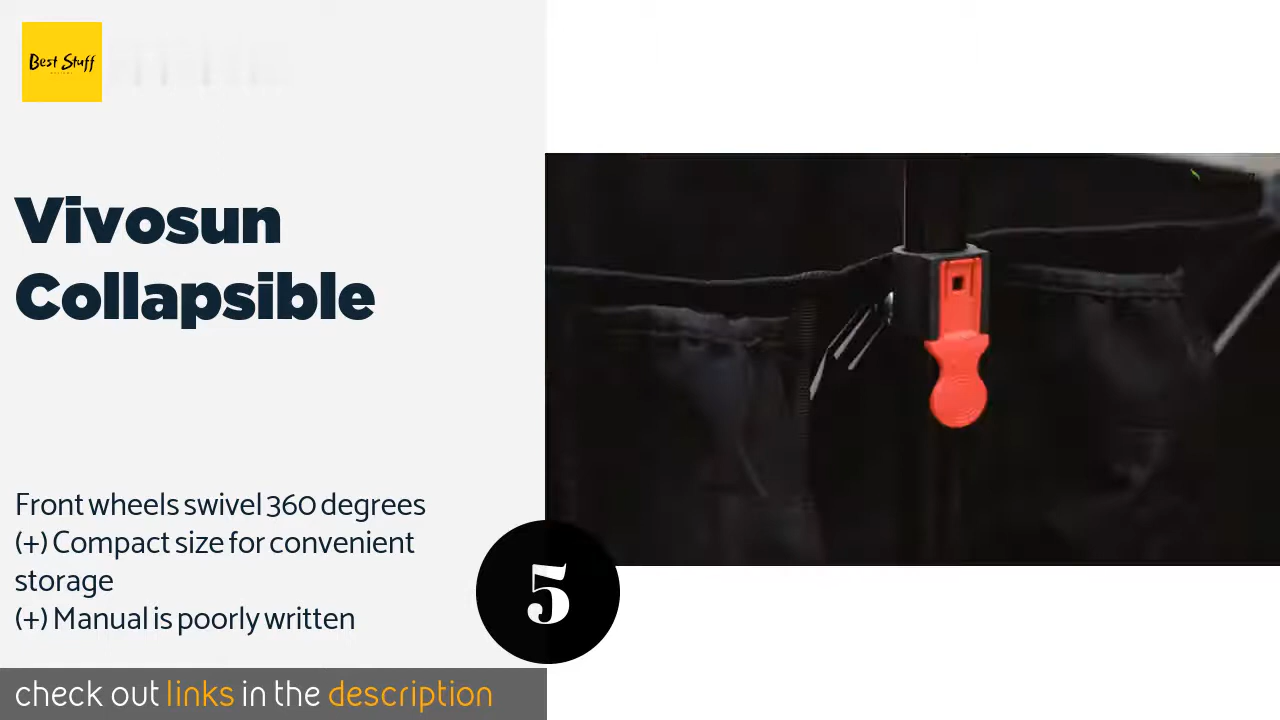 Best Stuff
Vivosun
Collapsible
Front wheels swivel 360 degrees
(+) Compact size for convenient
storage
(+) Manual is poorly written
5
check out links in the description